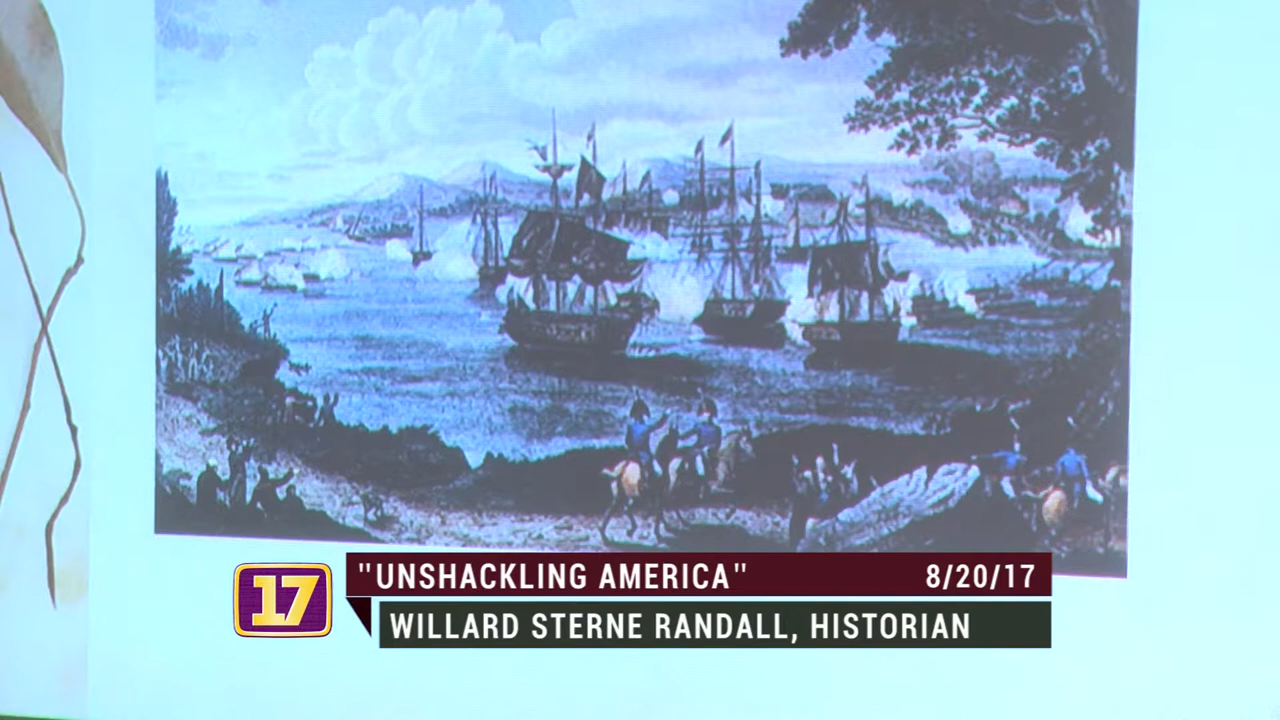 "UNSHACKLING AMERICA" 8/20/17
17 WILLARD STERNE RANDALL, HISTORIAN